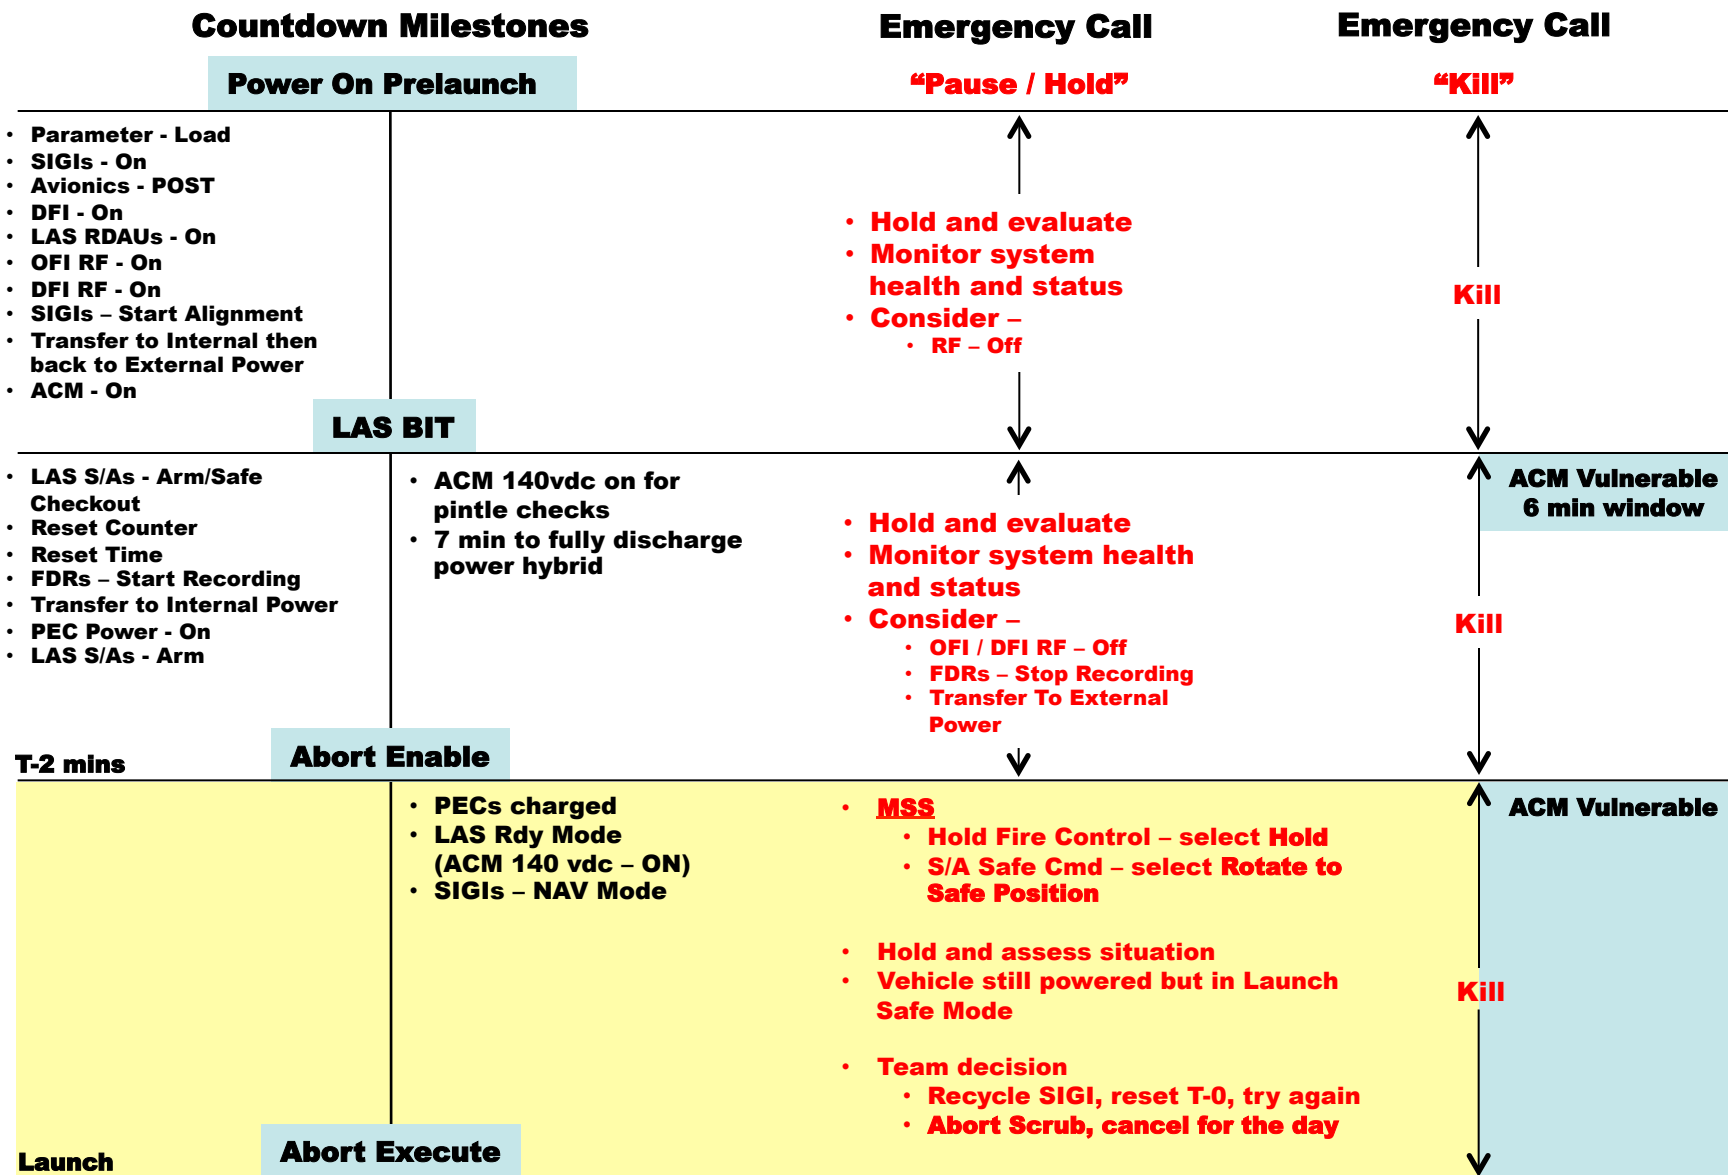 Countdown Milestones
Emergency Call
Emergency Call
Power On Prelaunch
“Pause / Hold”
“Kill”
• Parameter - Load
• SIGIs - On
• Avionics - POST
• DFI - On
• LAS RDAUs - On
• OFI RF - On
• DFI RF - On
• SIGIs – Start Alignment
• Transfer to Internal then
back to External Power
• ACM - On
• Hold and evaluate
• Monitor system
health and status
• Consider –
• RF – Off
Kill
LAS BIT
• LAS S/As - Arm/Safe
Checkout
• Reset Counter
• Reset Time
• FDRs – Start Recording
• Transfer to Internal Power
• PEC Power - On
• LAS S/As - Arm
• ACM 140vdc on for
pintle checks
• 7 min to fully discharge
power hybrid
• Hold and evaluate
• Monitor system health
and status
• Consider –
• OFI / DFI RF – Off
• FDRs – Stop Recording
• Transfer To External
Power
Kill
ACM Vulnerable
6 min window
T-2 mins
Abort Enable
• PECs charged
• LAS Rdy Mode
(ACM 140 vdc – ON)
• SIGIs – NAV Mode
• MSS
• Hold Fire Control – select Hold
• S/A Safe Cmd – select Rotate to
Safe Position
• Hold and assess situation
• Vehicle still powered but in Launch
Safe Mode
• Team decision
• Recycle SIGI, reset T-0, try again
• Abort Scrub, cancel for the day
Kill
ACM Vulnerable
Launch
Abort Execute